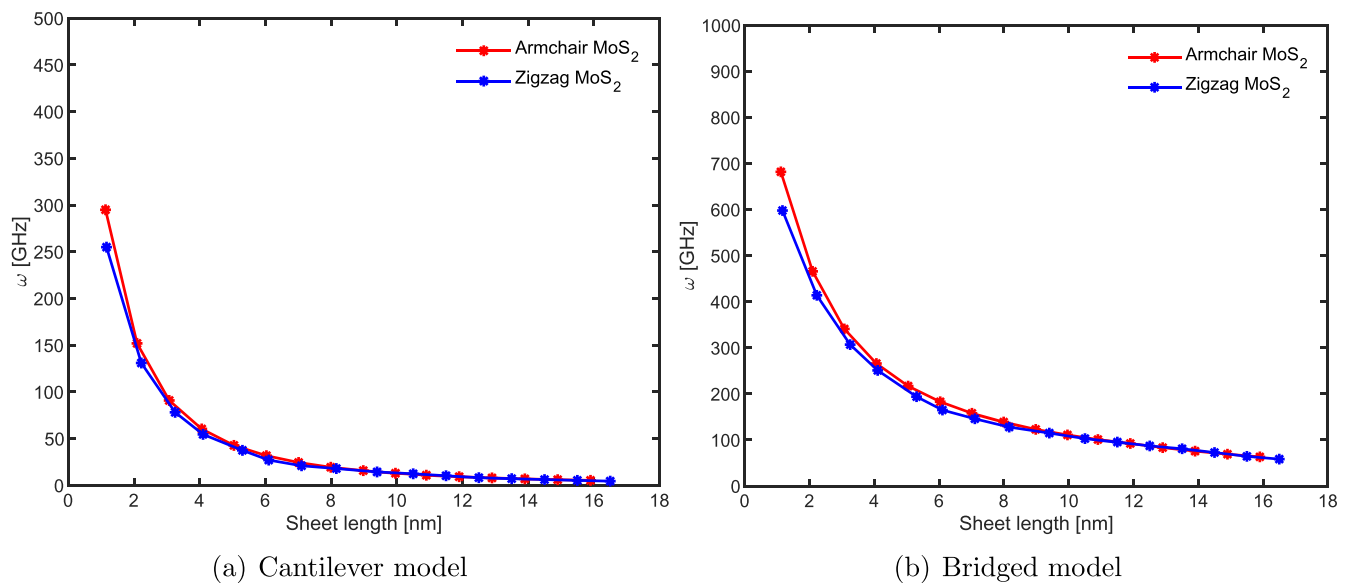 500
450
400
350
300
250
200
150
100
50
0
ω [GHz]
0 2 4 6 8 10 12 14 16 18
Sheet length [nm]
Armchair MoS2
Zigzag MoS2
(a) Cantilever model
1000
900
800
700
600
500
400
300
200
100
0
ω [GHz]
0 2 4 6 8 10 12 14 16 18
Sheet length [nm]
Armchair MoS2
Zigzag MoS2
(b) Bridged model